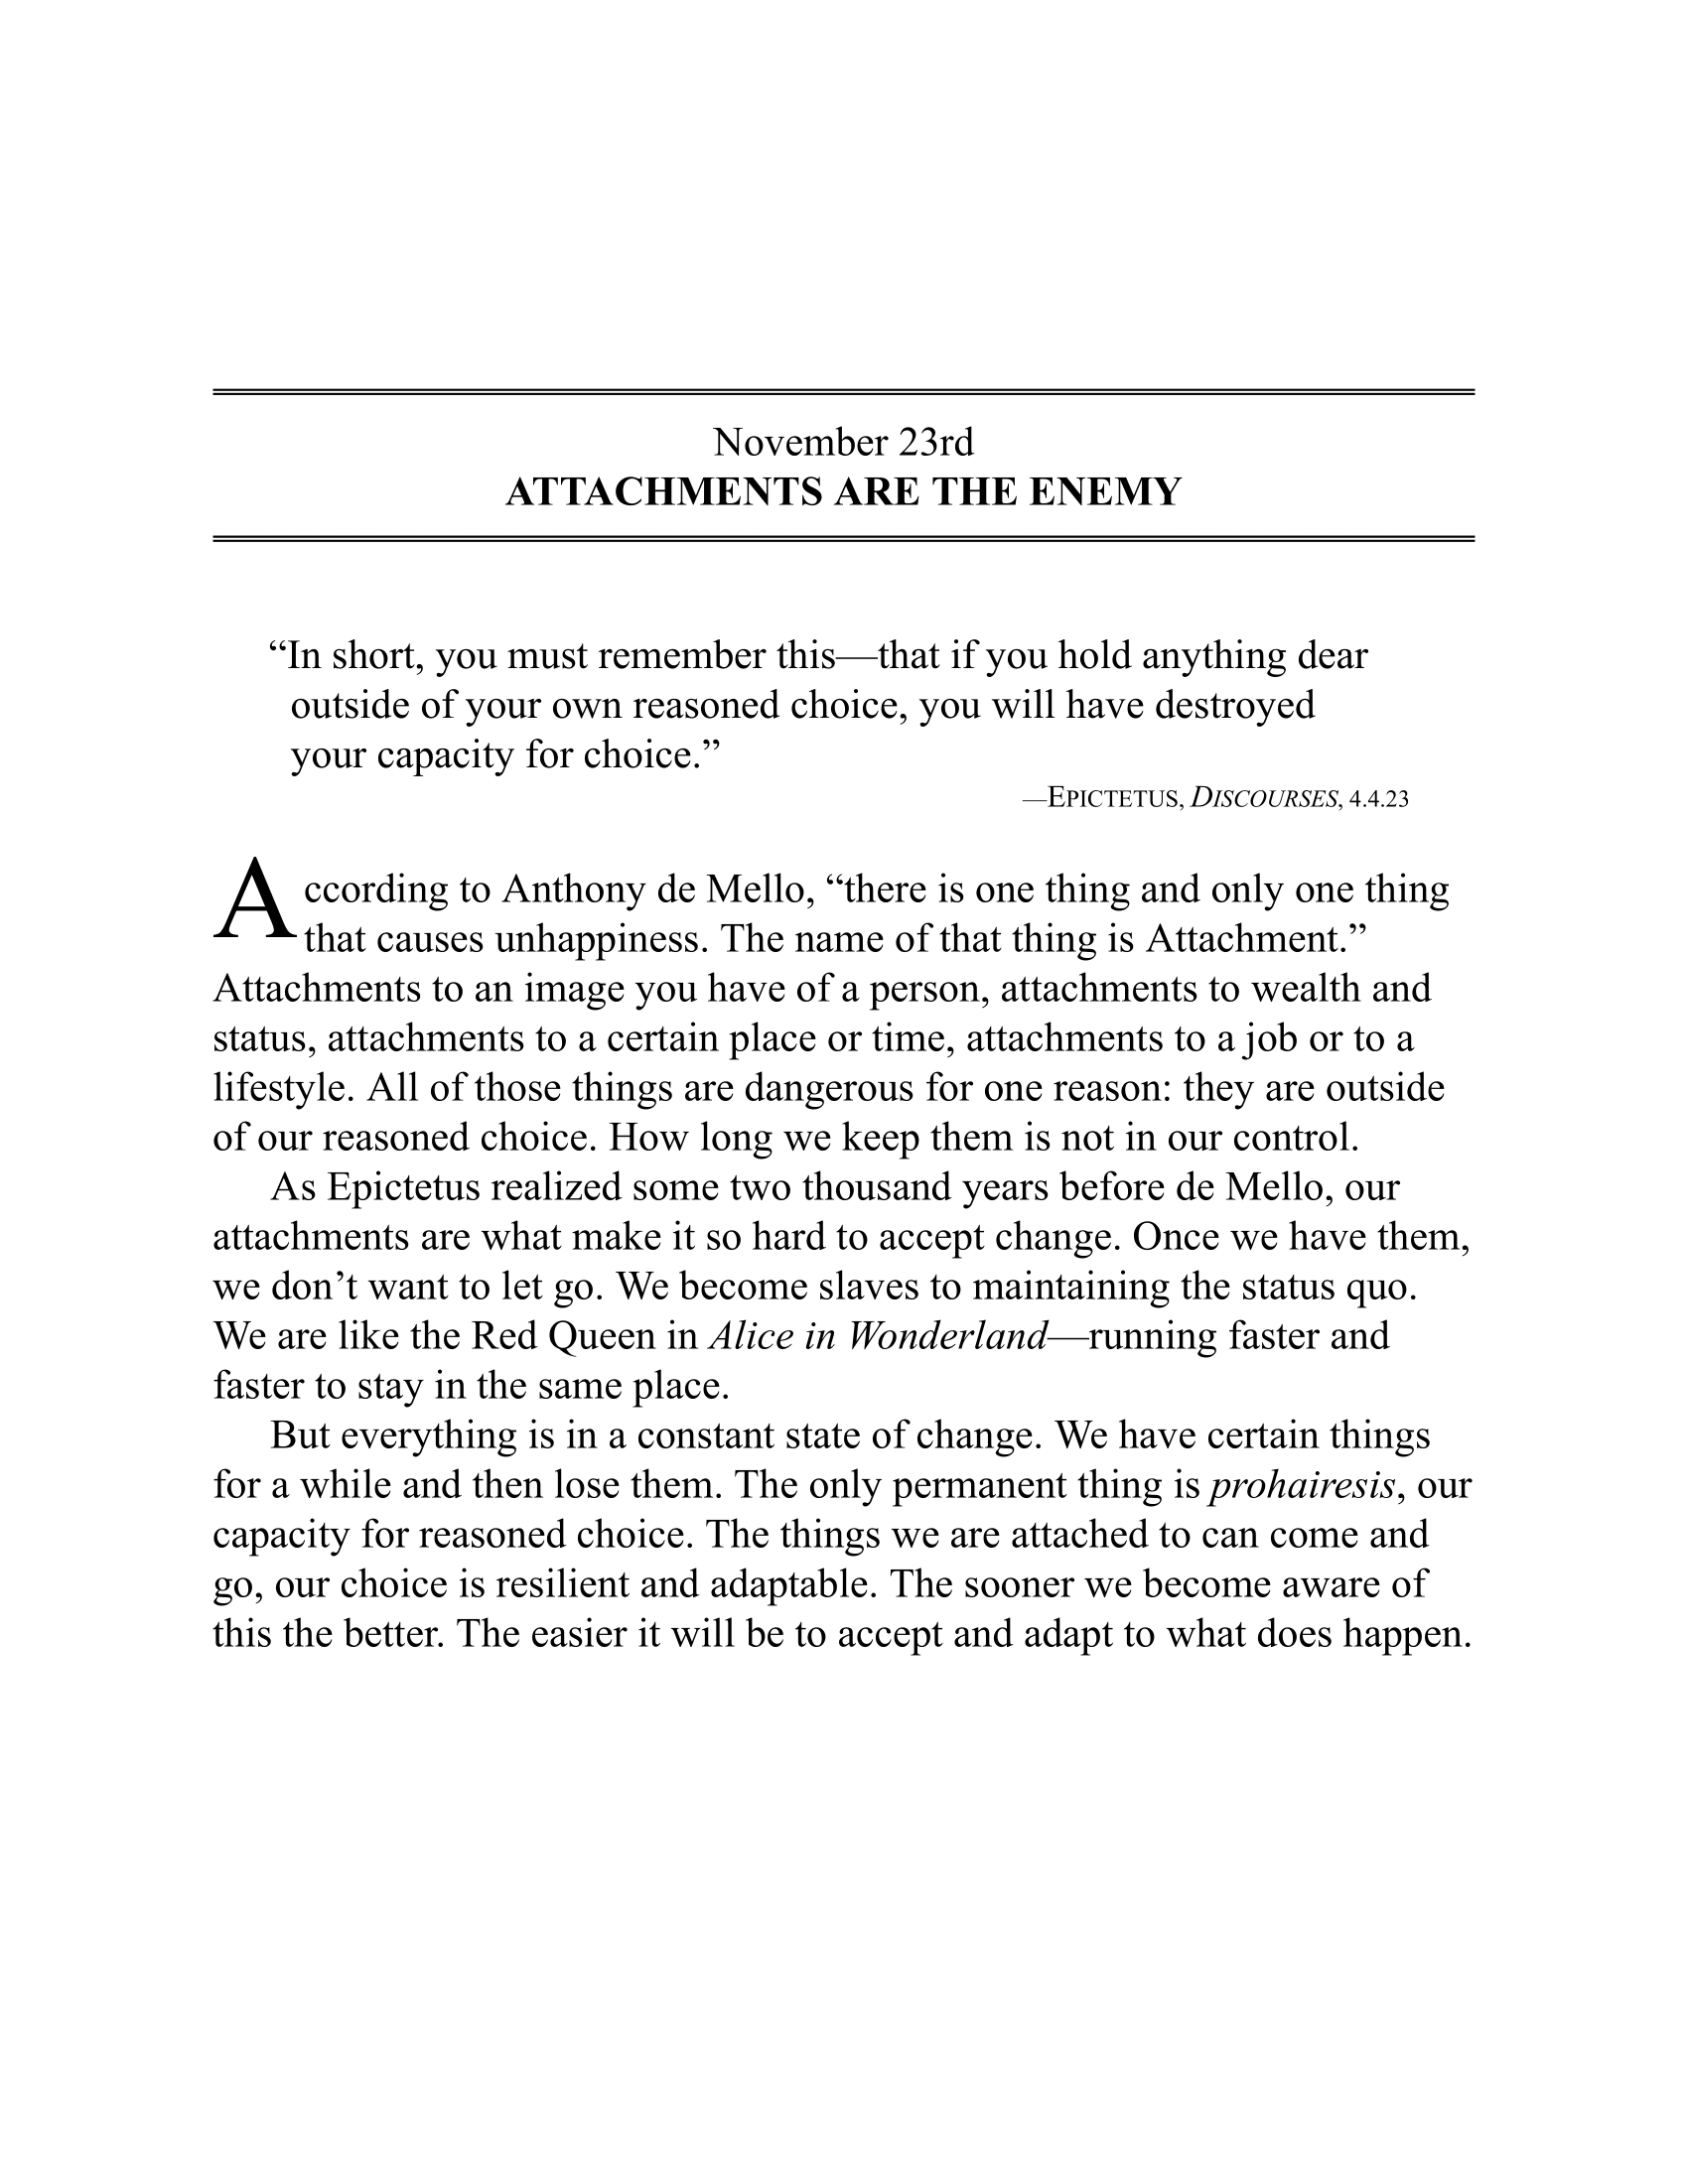 November 23rd
ATTACHMENTS ARE THE ENEMY
“In short, you must remember this—that if you hold anything dear
outside of your own reasoned choice, you will have destroyed
your capacity for choice.”
—EPICTETUS, DISCOURSES, 4.4.23
According to Anthony de Mello, “there is one thing and only one thing
that causes unhappiness. The name of that thing is Attachment.”
Attachments to an image you have of a person, attachments to wealth and
status, attachments to a certain place or time, attachments to a job or to a
lifestyle. All of those things are dangerous for one reason: they are outside
of our reasoned choice. How long we keep them is not in our control.
As Epictetus realized some two thousand years before de Mello, our
attachments are what make it so hard to accept change. Once we have them,
we don’t want to let go. We become slaves to maintaining the status quo.
We are like the Red Queen in Alice in Wonderland—running faster and
faster to stay in the same place.
But everything is in a constant state of change. We have certain things
for a while and then lose them. The only permanent thing is prohairesis, our
capacity for reasoned choice. The things we are attached to can come and
go, our choice is resilient and adaptable. The sooner we become aware of
this the better. The easier it will be to accept and adapt to what does happen.